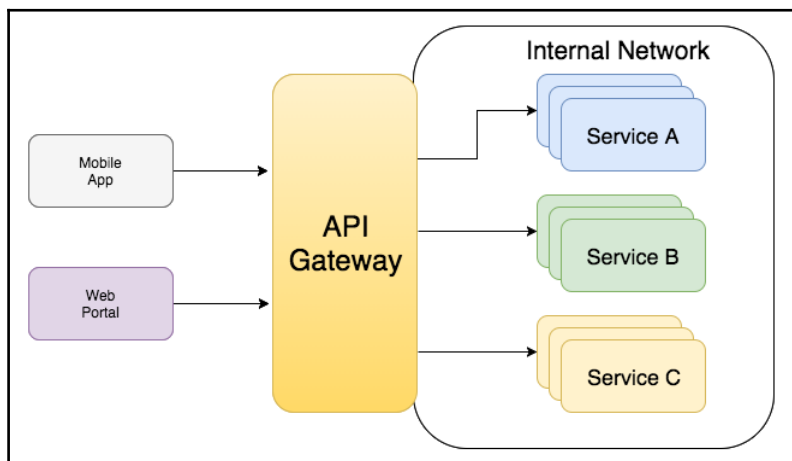 Internal Network
Mobile
App
Web
Portal
API
Gateway
Service A
Service B
Service C